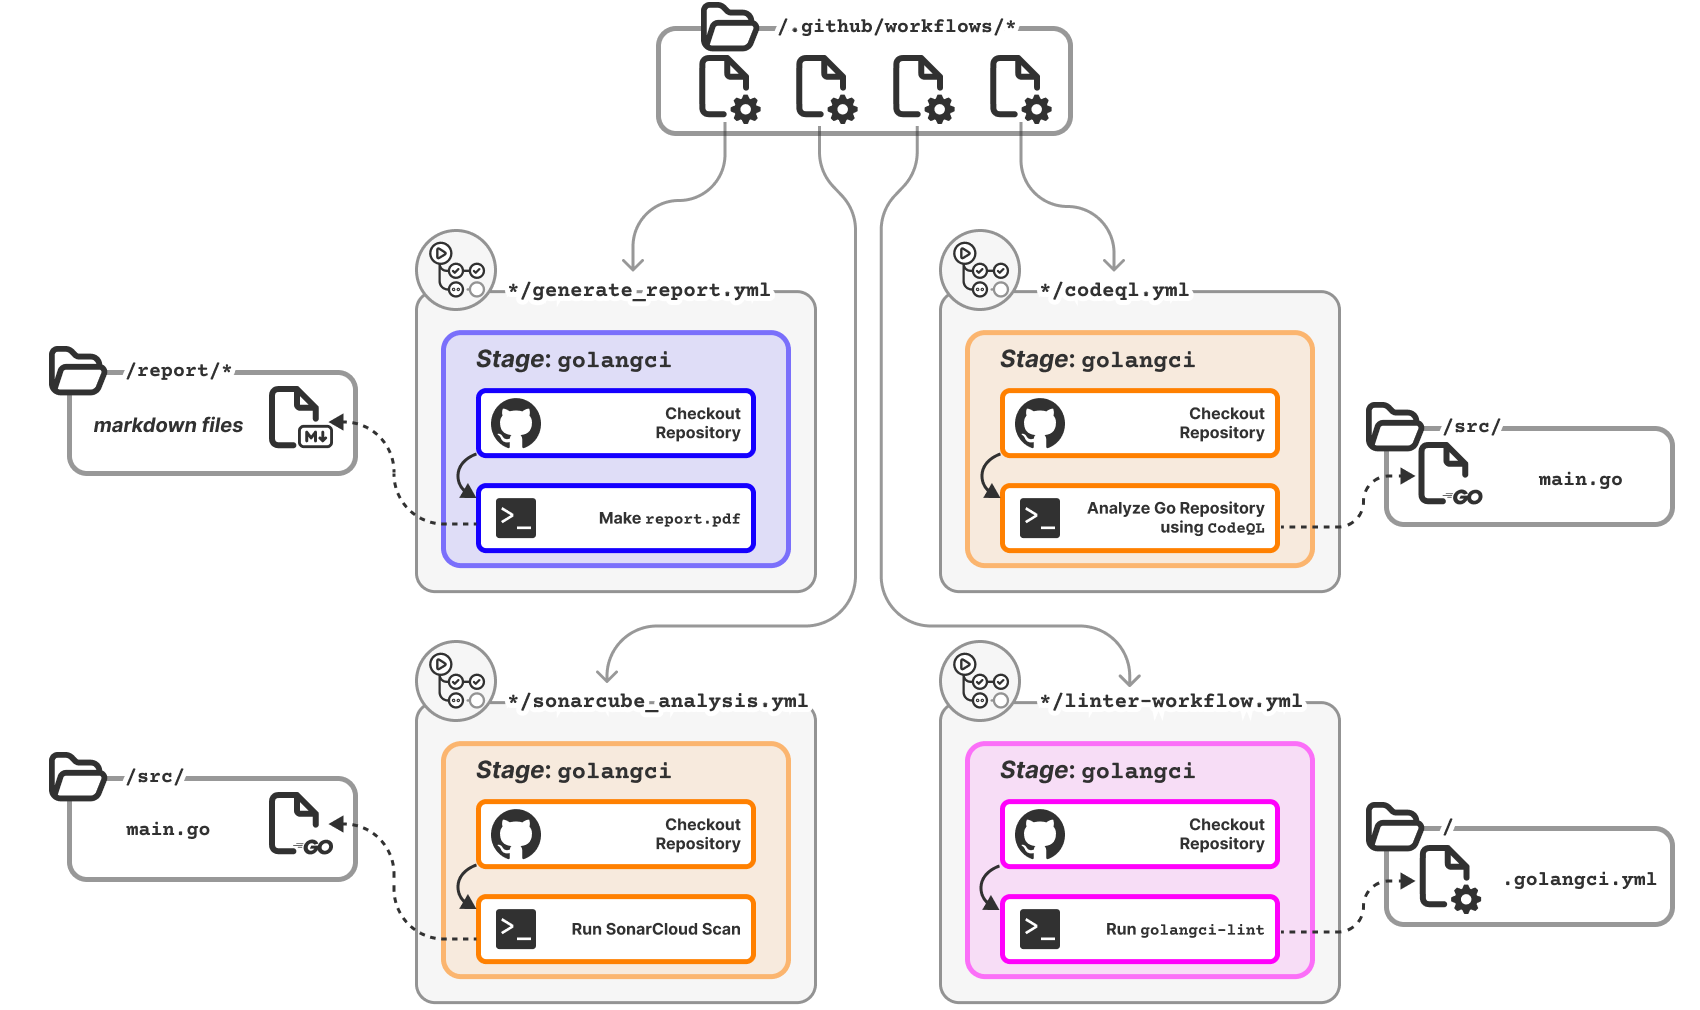 /.github/workflows/*
*/generate_report.yml
Stage: golangci
Checkout
Repository
Make report.pdf
/report/*
markdown files
M↓
*/codeql.yml
Stage: golangci
Checkout
Repository
Analyze Go Repository
using CodeQL
/src/
main.go
GO
*/sonarcube_analysis.yml
Stage: golangci
Checkout
Repository
Run SonarCloud Scan
/src/
main.go
GO
*/linter-workflow.yml
Stage: golangci
Checkout
Repository
Run golangci-lint
/
.golangci.yml